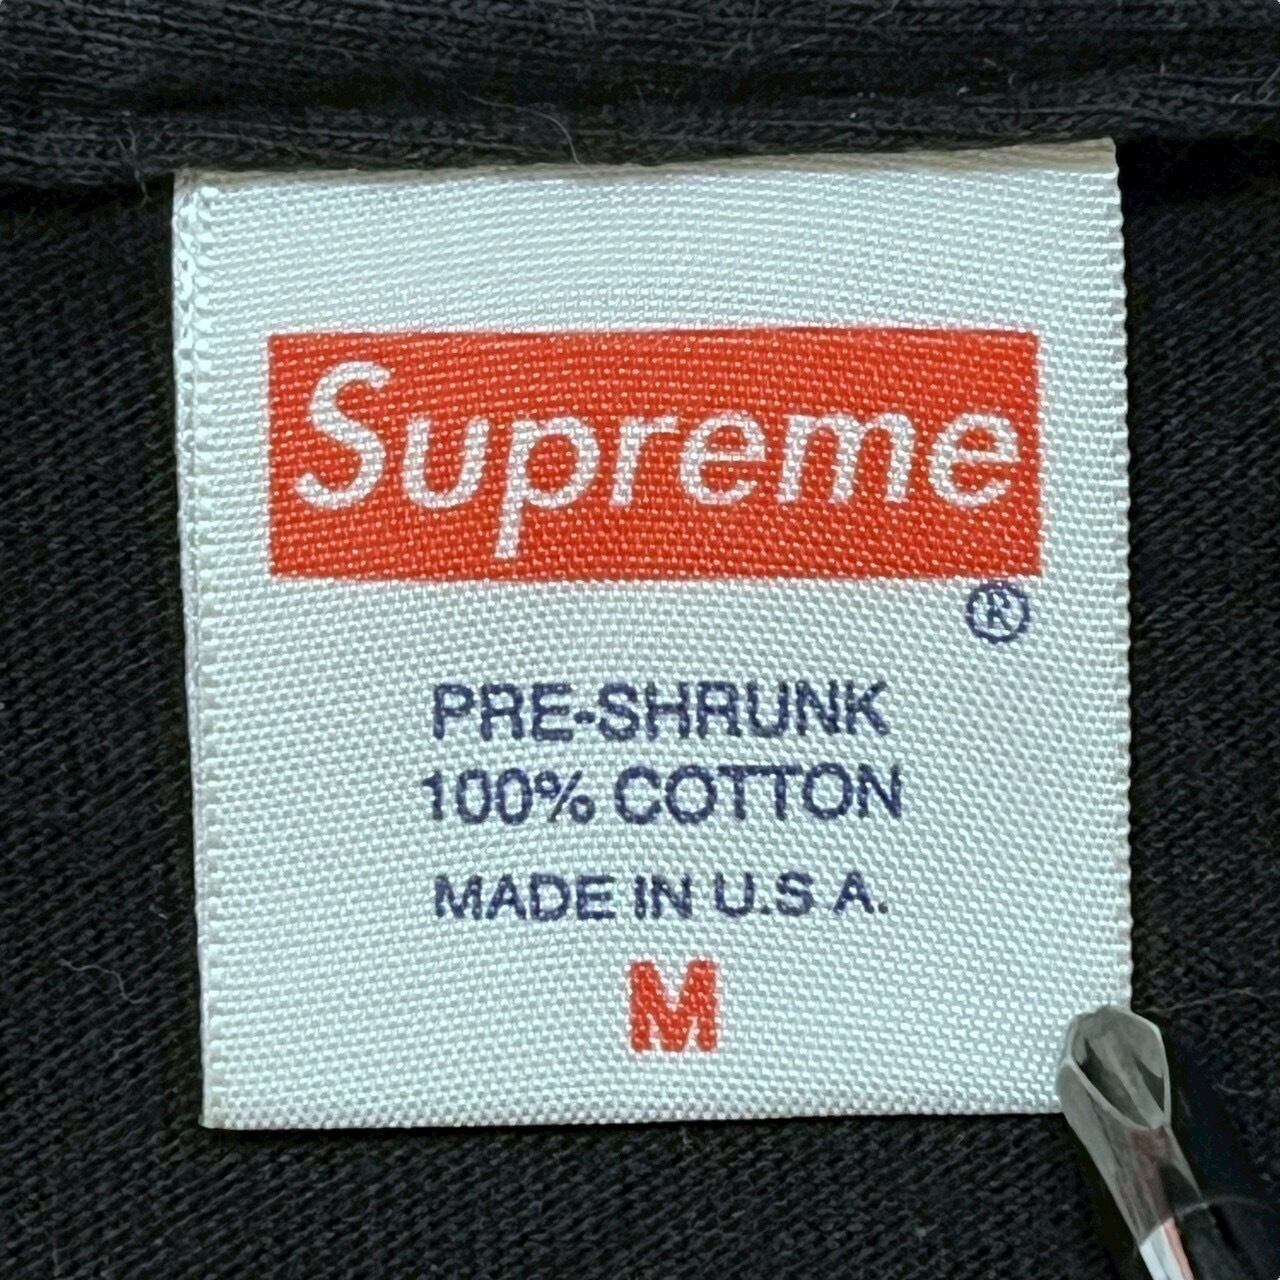 Supreme
®
PRE-SHRUNK
100% COTTON
MADE IN U.S A.
M